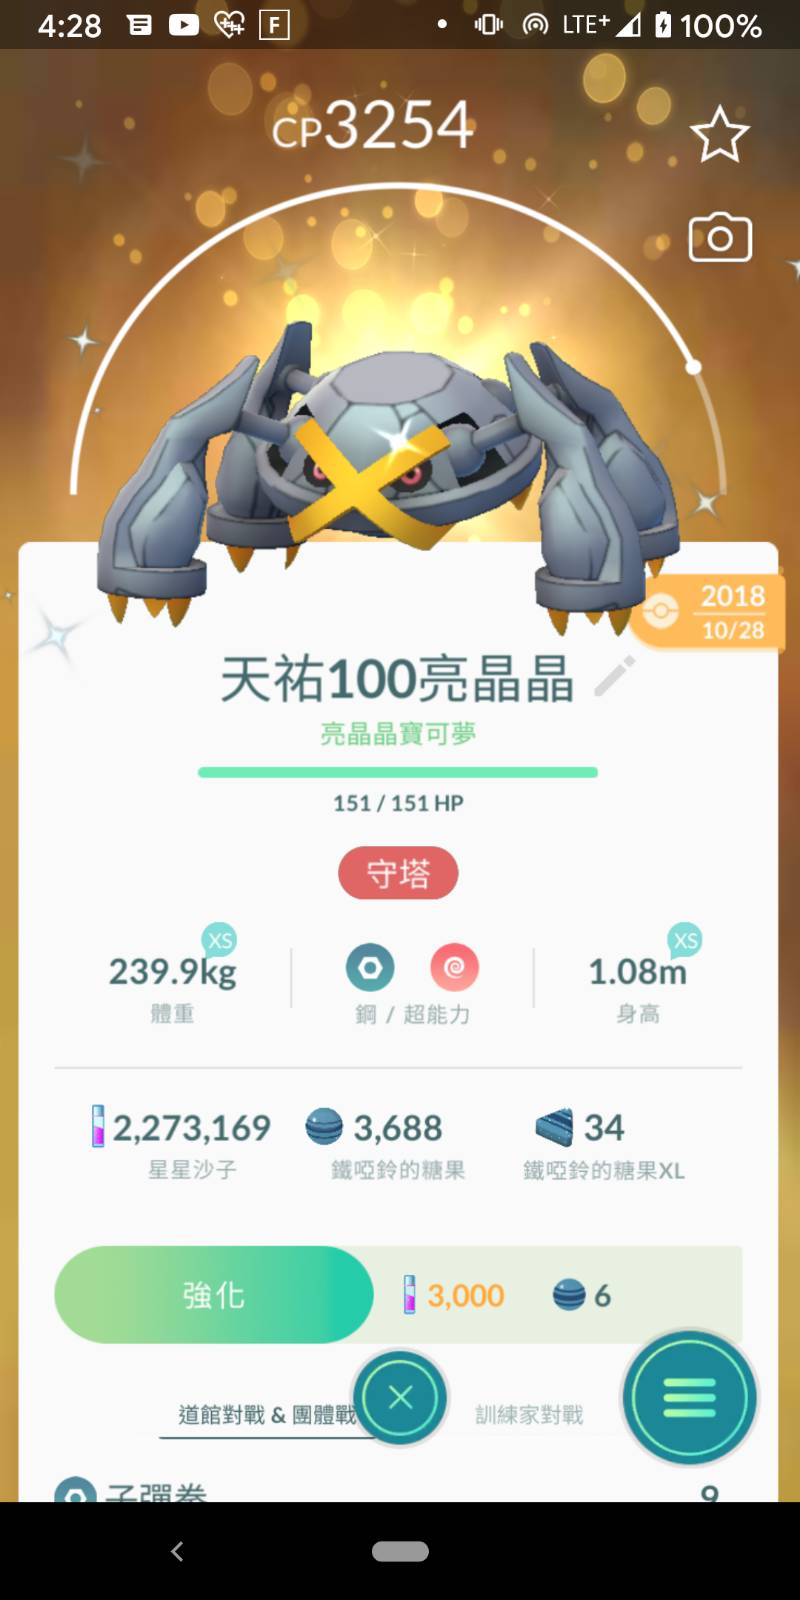 4:28 F LTE+ 100%
CP3254
2018
10/28
天祐100亮晶晶
亮晶晶寶可夢
151 / 151 HP
守塔
XS XS
239.9kg 1.08m
體重 鋼 / 超能力 身高
2,273,169 3,688 34
星星沙子 鐵啞鈴的糖果 鐵啞鈴的糖果XL
強化 3,000 6
道館對戰 & 團體戰 訓練家對戰
子彈拳 9